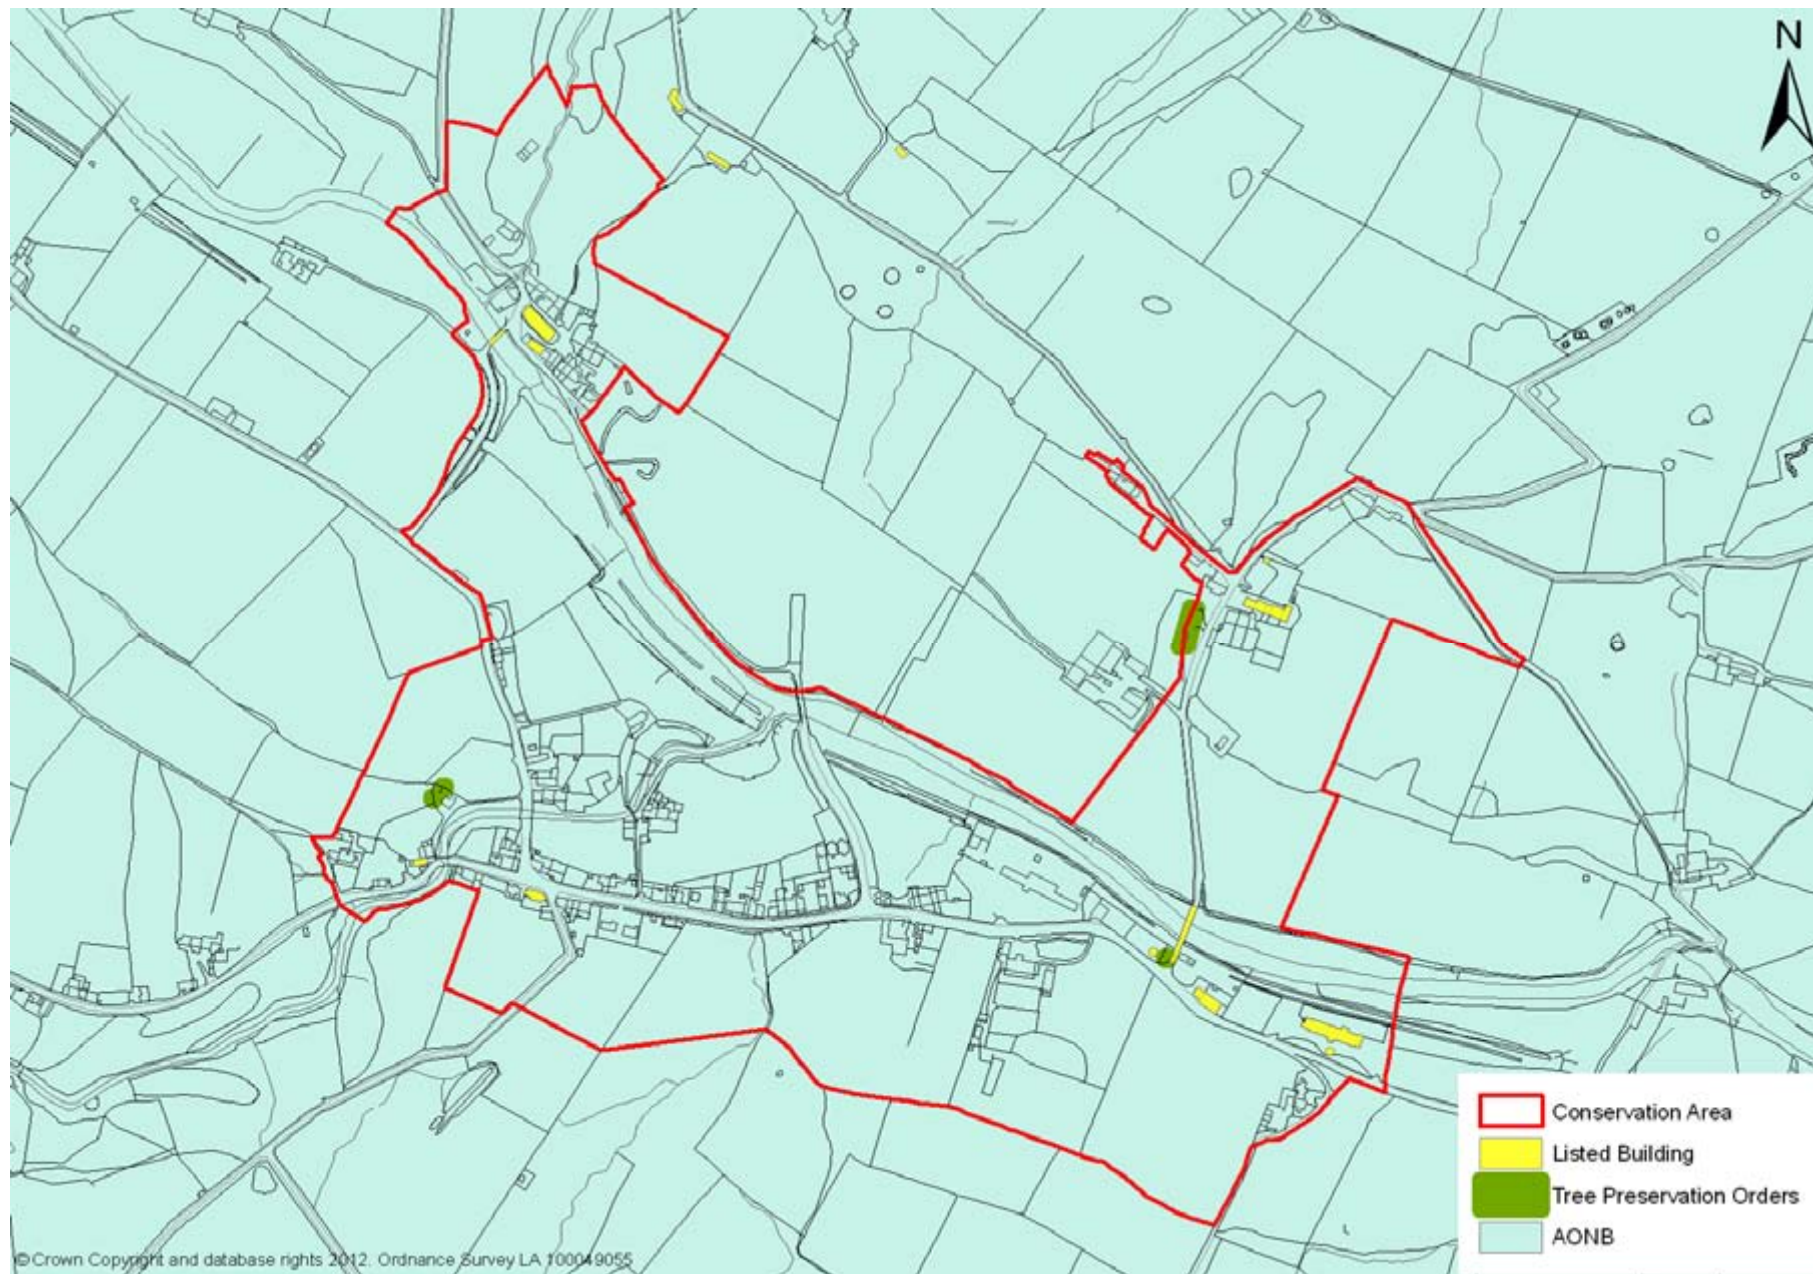 N
Conservation Area
Listed Building
Tree Preservation Orders
AONB
©Crown Copyright and database rights 2012. Ordnance Survey LA 100049055